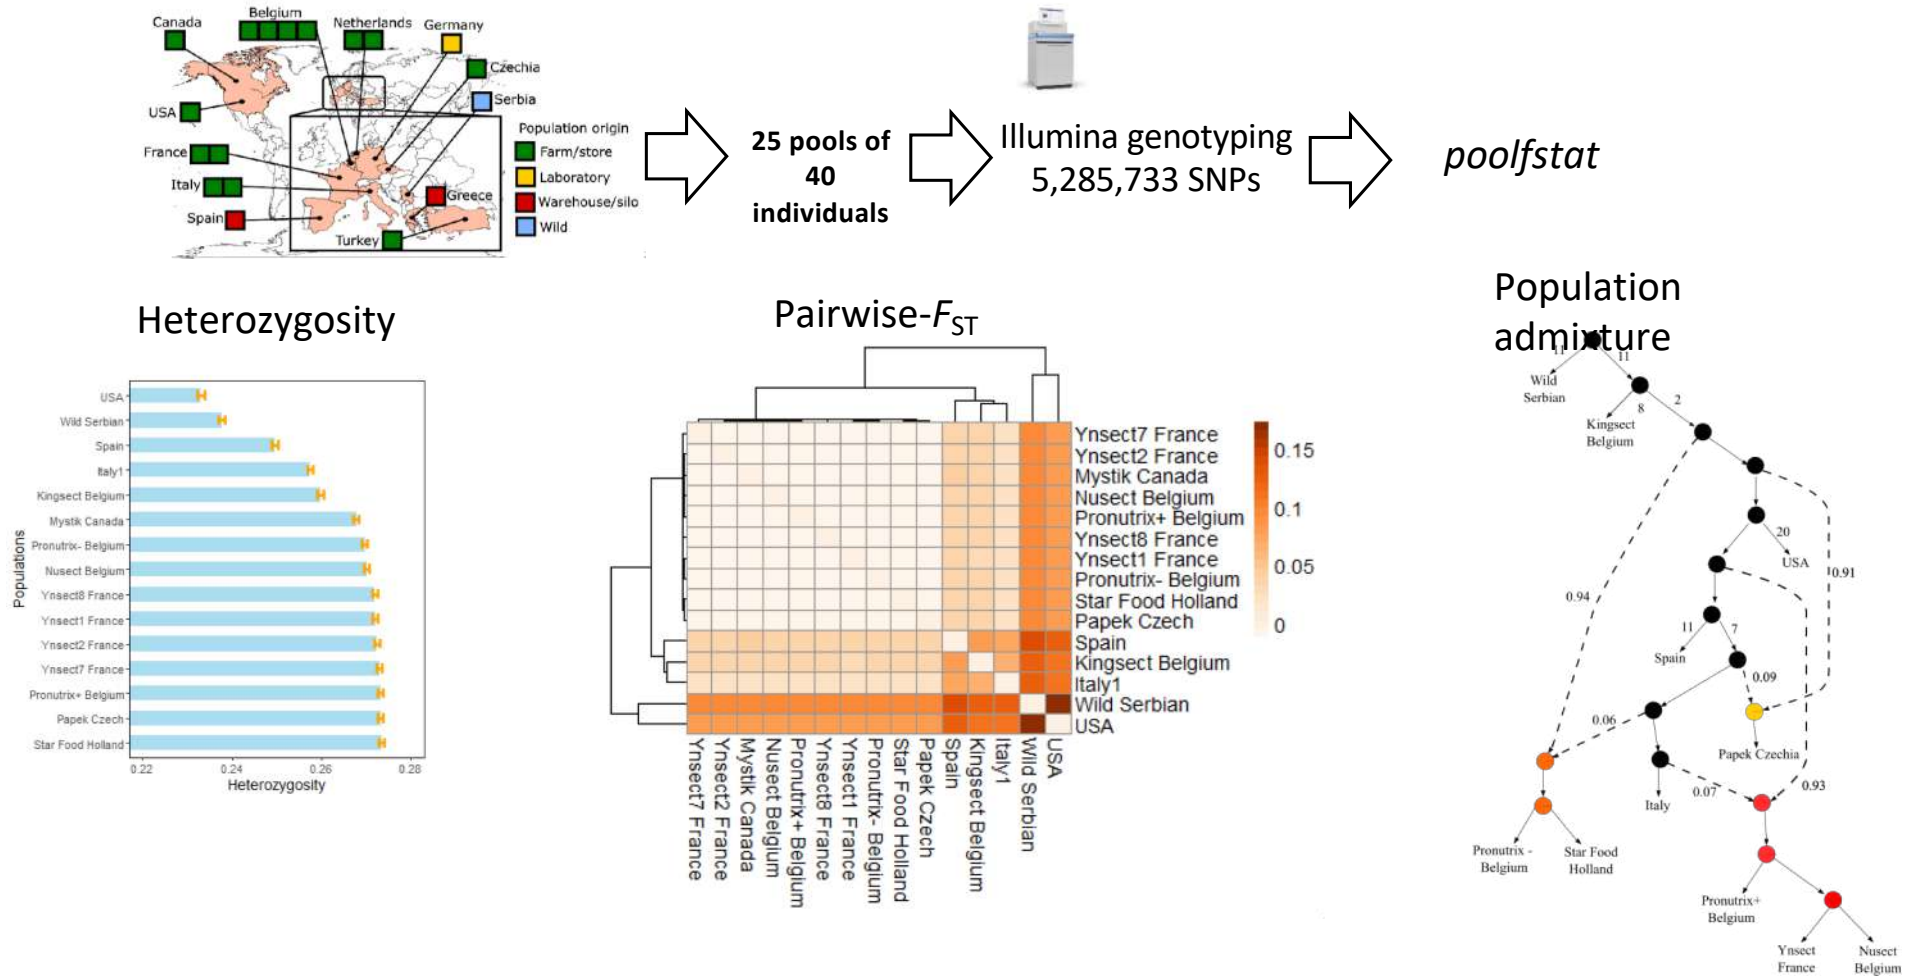 Canada
Belgium
Netherlands
Germany
Czechia
Serbia
USA
France
Italy
Spain
Greece
Turkey
Population origin
Farm/store
Laboratory
Warehouse/silo
Wild
25 pools of
40
individuals
Illumina genotyping
5,285,733 SNPs
poolfstat
Heterozygosity
USA
Wild Serbian
Spain
Italy1
Kingsect Belgium
Mystik Canada
Pronutrix- Belgium
Nusect Belgium
Ynsect8 France
Ynsect1 France
Ynsect2 France
Ynsect7 France
Pronutrix+ Belgium
Papek Czech
Star Food Holland
Populations
0.22 0.24 0.26 0.28
Heterozygosity
Pairwise-FST
Ynsect7 France
Ynsect2 France
Mystik Canada
Nusect Belgium
Pronutrix+ Belgium
Ynsect8 France
Ynsect1 France
Pronutrix- Belgium
Star Food Holland
Papek Czech
Spain
Kingsect Belgium
Italy1
Wild Serbian
USA
0.15
0.1
0.05
0
Ynsect7 France
Ynsect2 France
Mystik Canada
Nusect Belgium
Pronutrix+ Belgium
Ynsect8 France
Ynsect1 France
Pronutrix- Belgium
Star Food Holland
Papek Czech
Spain
Kingsect Belgium
Italy1
Wild Serbian
USA
Population
admixture
11
11
Wild
Serbian
8
2
Kingsect
Belgium
20
USA
0.91
0.94
11
7
Spain
0.09
0.06
Papek Czechia
0.07
0.93
Italy
Pronutrix -
Belgium
Star Food
Holland
Pronutrix+
Belgium
Ynsect
France
Nusect
Belgium